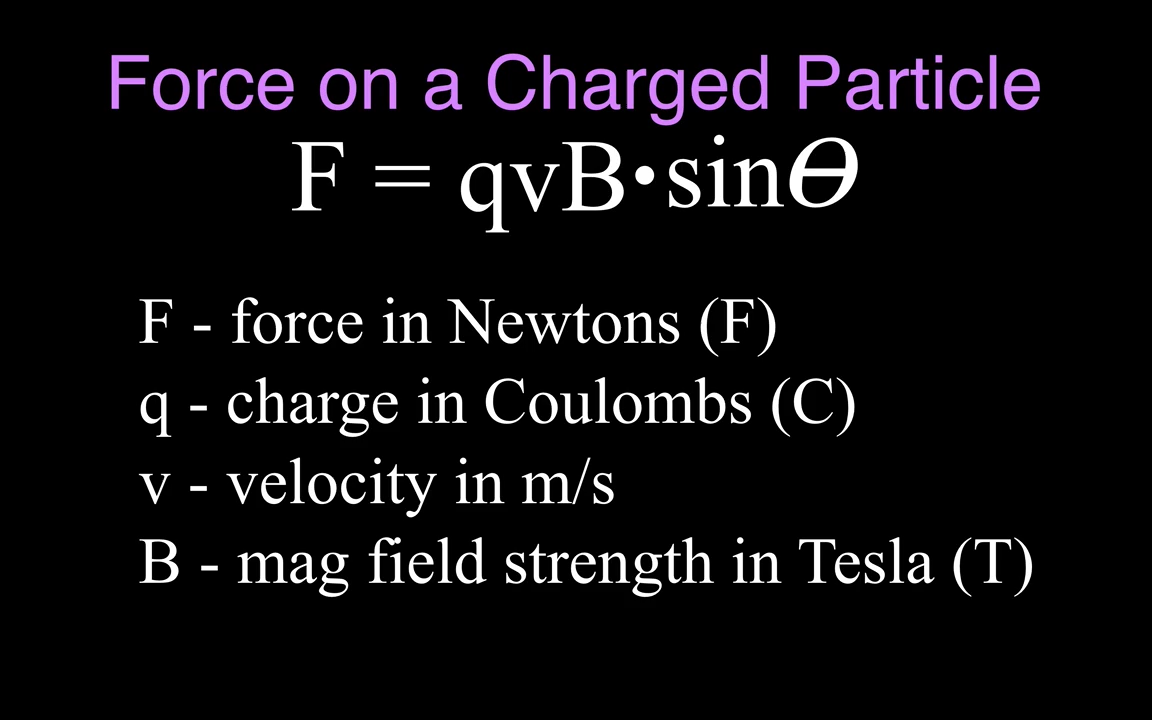 Force on a Charged Particle
F = qvB•sinθ
F - force in Newtons (F)
q - charge in Coulombs (C)
v - velocity in m/s
B - mag field strength in Tesla (T)